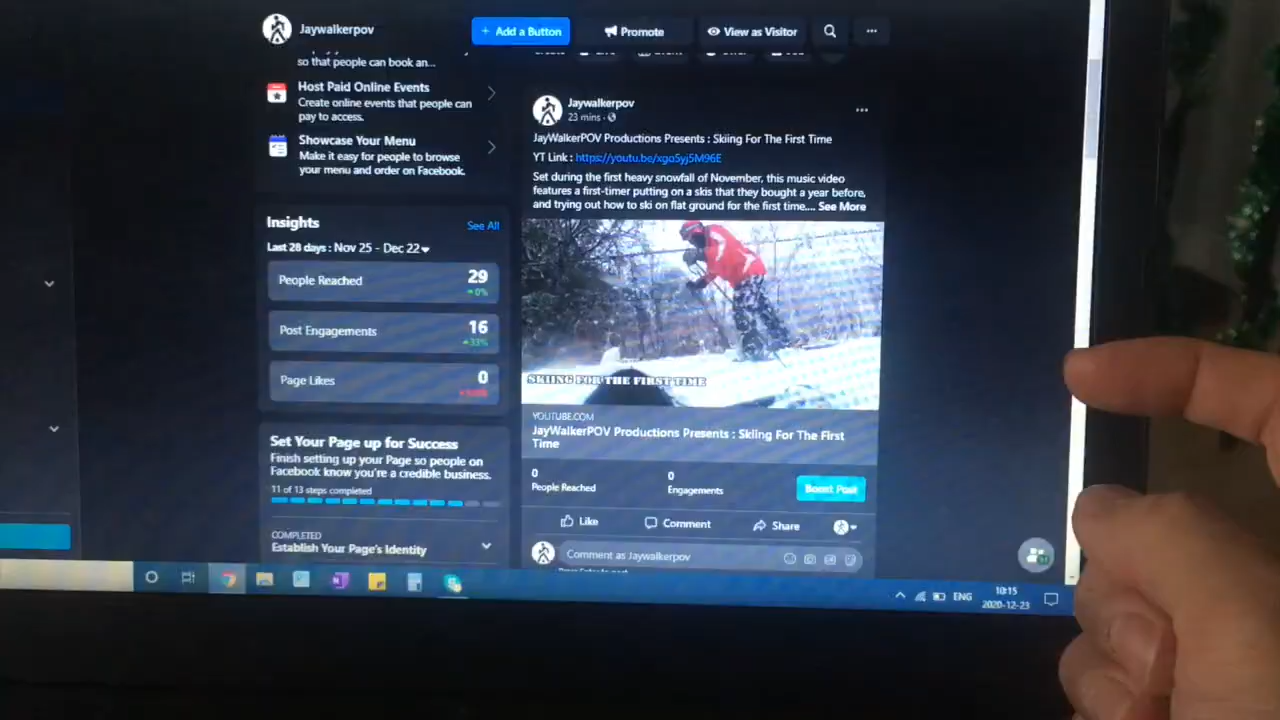 Jaywalkerpov
+ Add a Button
Promote
View as Visitor
so that people can book an...
Host Paid Online Events
Create online events that people can
pay to access.
Showcase Your Menu
Make it easy for people to browse
your menu and order on Facebook.
Insights
See All
Last 28 days : Nov 25 - Dec 22
People Reached
29
0%
Post Engagements
16
33%
Page Likes
0
Set Your Page up for Success
Finish setting up your Page so people on
Facebook know you're a credible business.
11 of 13 steps completed
COMPLETED
Establish Your Page's Identity
Jaywalkerpov
23 mins ·
JayWalkerPOV Productions Presents : Skiing For The First Time
YT Link : https://youtu.be/xgo5yj5M96E
Set during the first heavy snowfall of November, this music video
features a first-timer putting on a skis that they bought a year before,
and trying out how to ski on flat ground for the first time.... See More
SKIING FOR THE FIRST TIME
YOUTUBE.COM
JayWalkerPOV Productions Presents : Skiing For The First
Time
0
People Reached
0
Engagements
Boost Post
Like
Comment
Share
Comment as Jaywalkerpov
ENG
10:15
2020-12-23